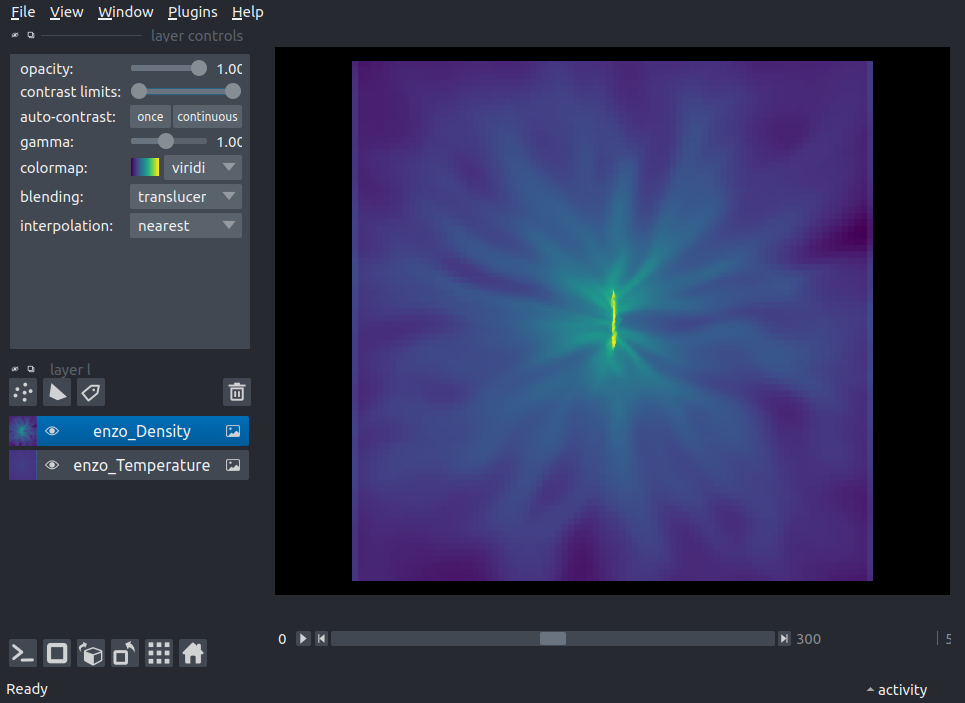 File View Window Plugins Help
layer controls
opacity: 1.00
contrast limits:
auto-contrast: once continuous
gamma: 1.00
colormap: viridi
blending: translucer
interpolation: nearest
layer l
enzo_Density
enzo_Temperature
0 300 5
Ready activity